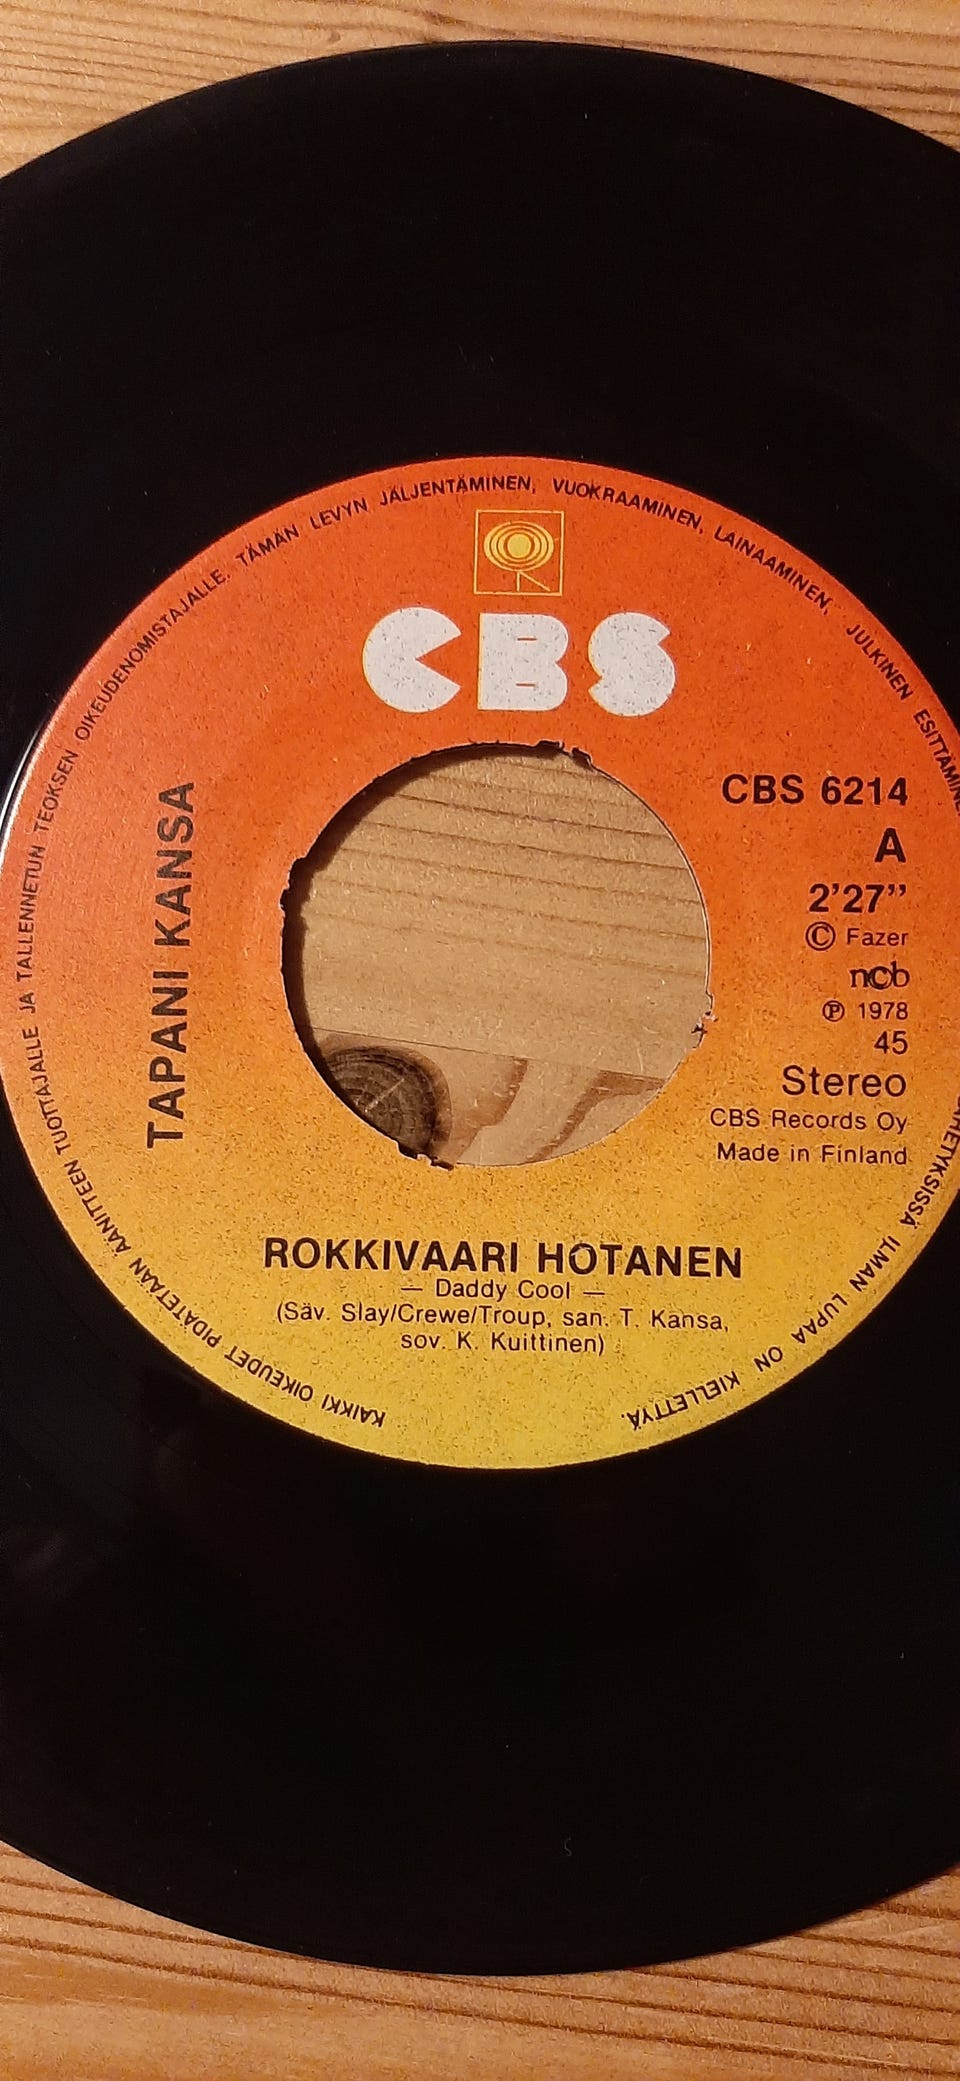 KAIKKI OIKEUDET PIDÄTETÄÄN ÄÄNITTEEN TUOTTAJALLE JA TALLENNETUN TEOKSEN OIKEUDENOMISTAJALLE. TÄMÄN LEVYN JÄLJENTÄMINEN, VUOKRAAMINEN, LAINAAMINEN, JULKINEN ESITTÄMINE
ILMAN LUPAA ON KIELLETTYÄ.
CBS
TAPANI KANSA
CBS 6214
A
2'27"
© Fazer
ncb
℗ 1978
45
Stereo
CBS Records Oy
Made in Finland
ROKKIVAARI HOTANEN
— Daddy Cool —
(Säv. Slay/Crewe/Troup, san. T. Kansa,
sov. K. Kuittinen)